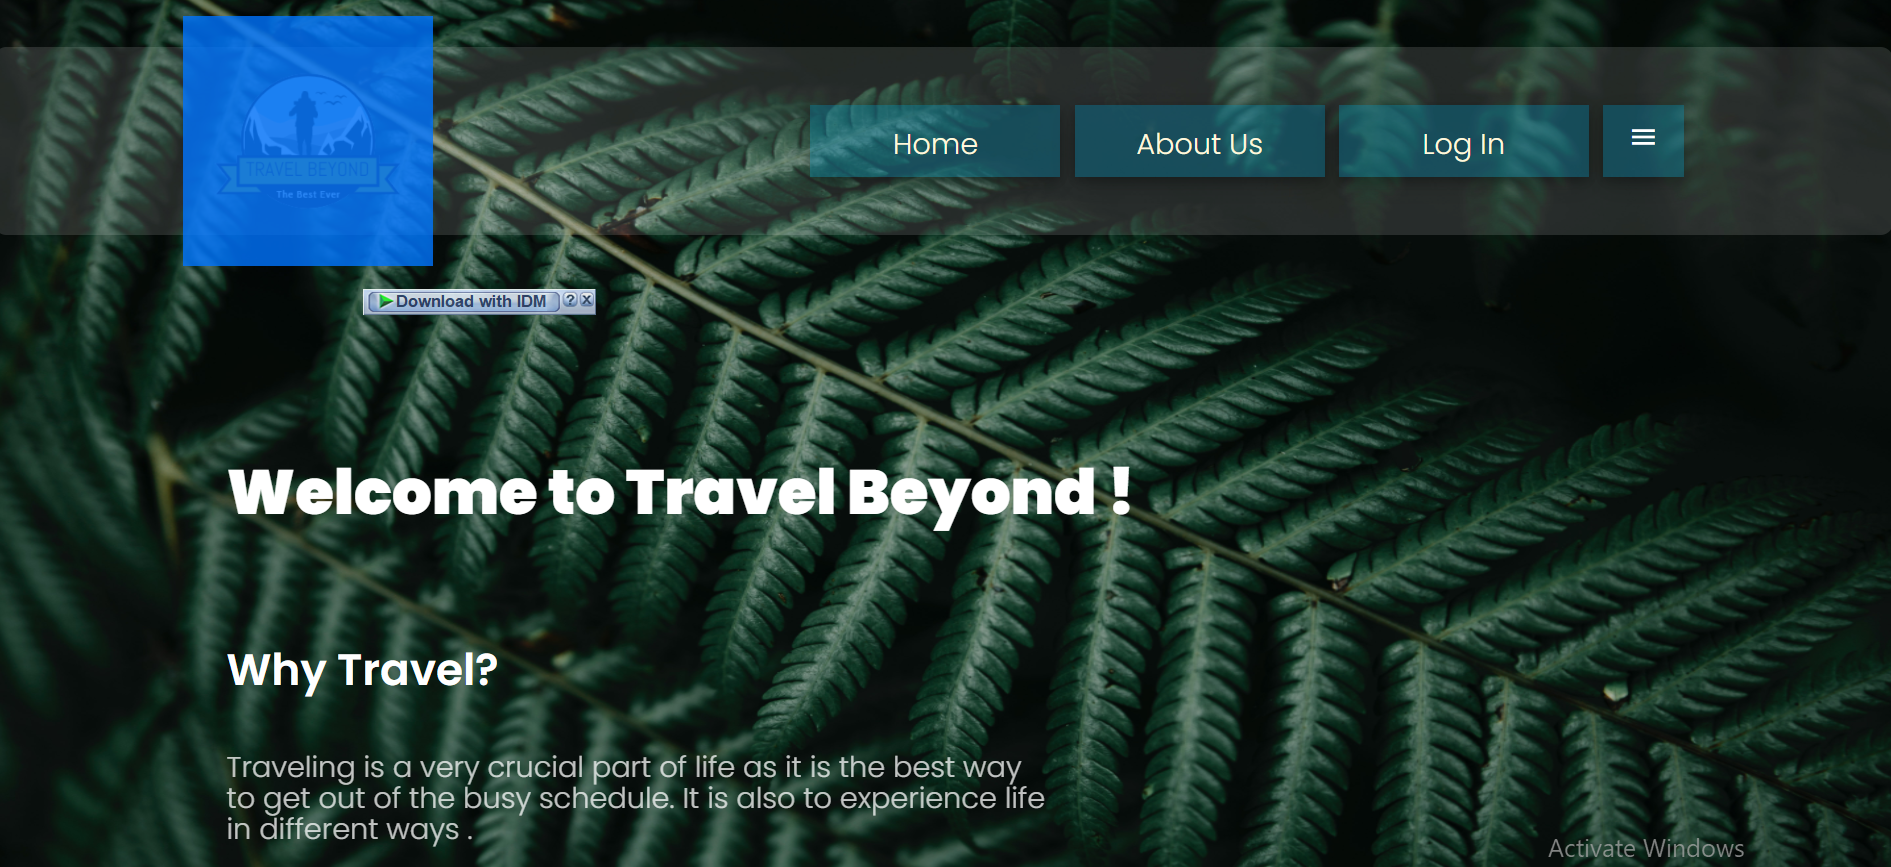 TRAVEL BEYOND
The Best Ever
Home
About Us
Log In
Download with IDM ? X
Welcome to Travel Beyond !
Why Travel?
Traveling is a very crucial part of life as it is the best way
to get out of the busy schedule. It is also to experience life
in different ways .
Activate Windows